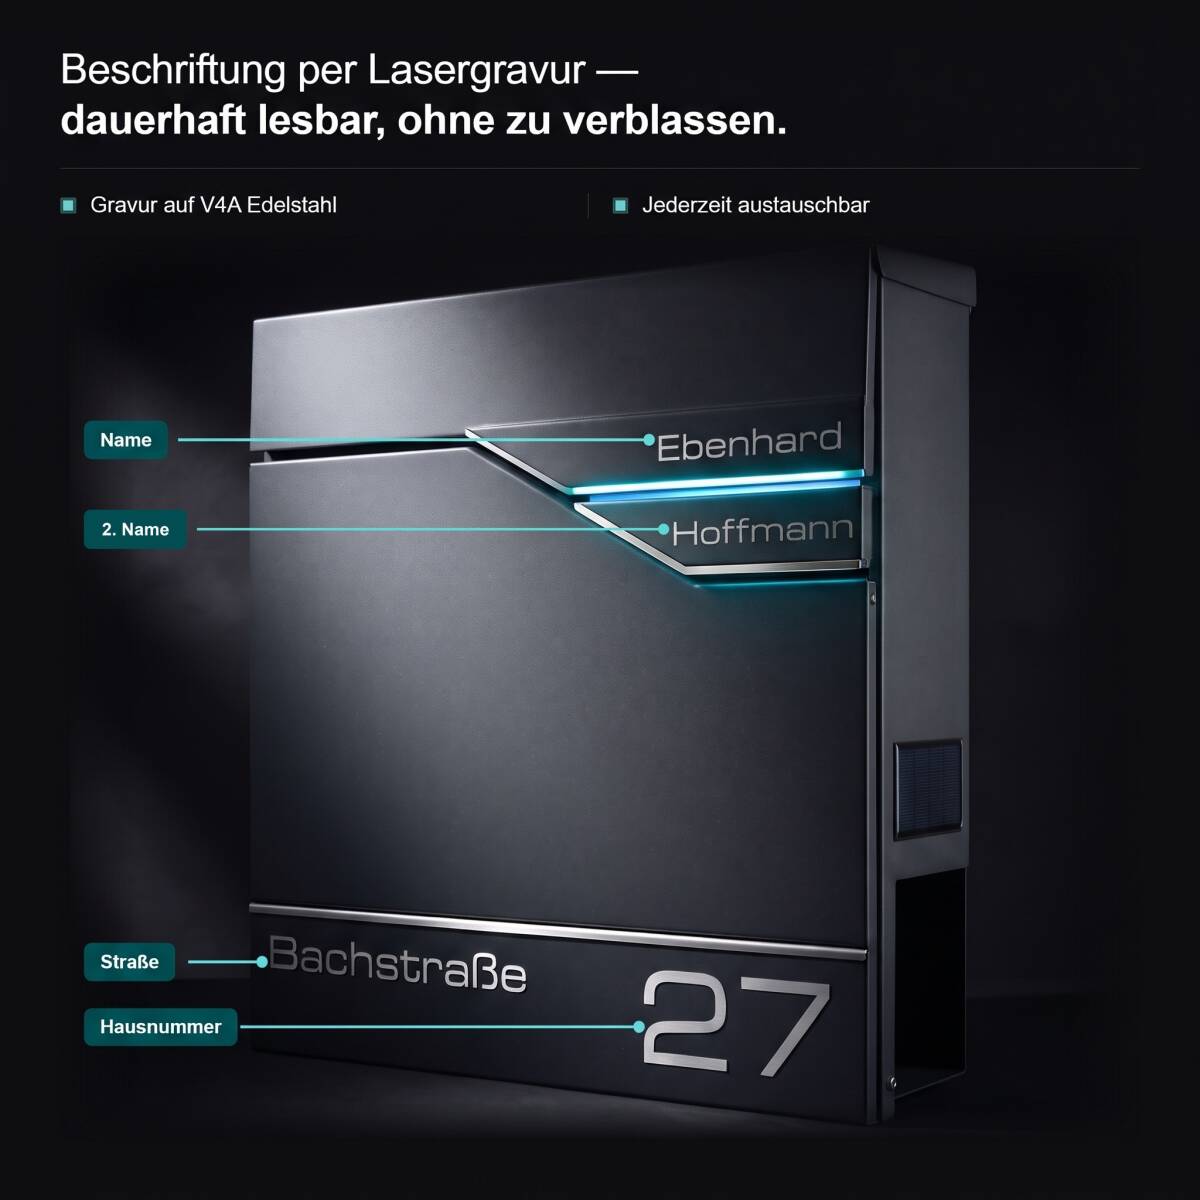 Beschriftung per Lasergravur —
dauerhaft lesbar, ohne zu verblassen.
Gravur auf V4A Edelstahl
Jederzeit austauschbar
Name
Ebenhard
2. Name
Hoffmann
Straße
Bachstraße
Hausnummer
27